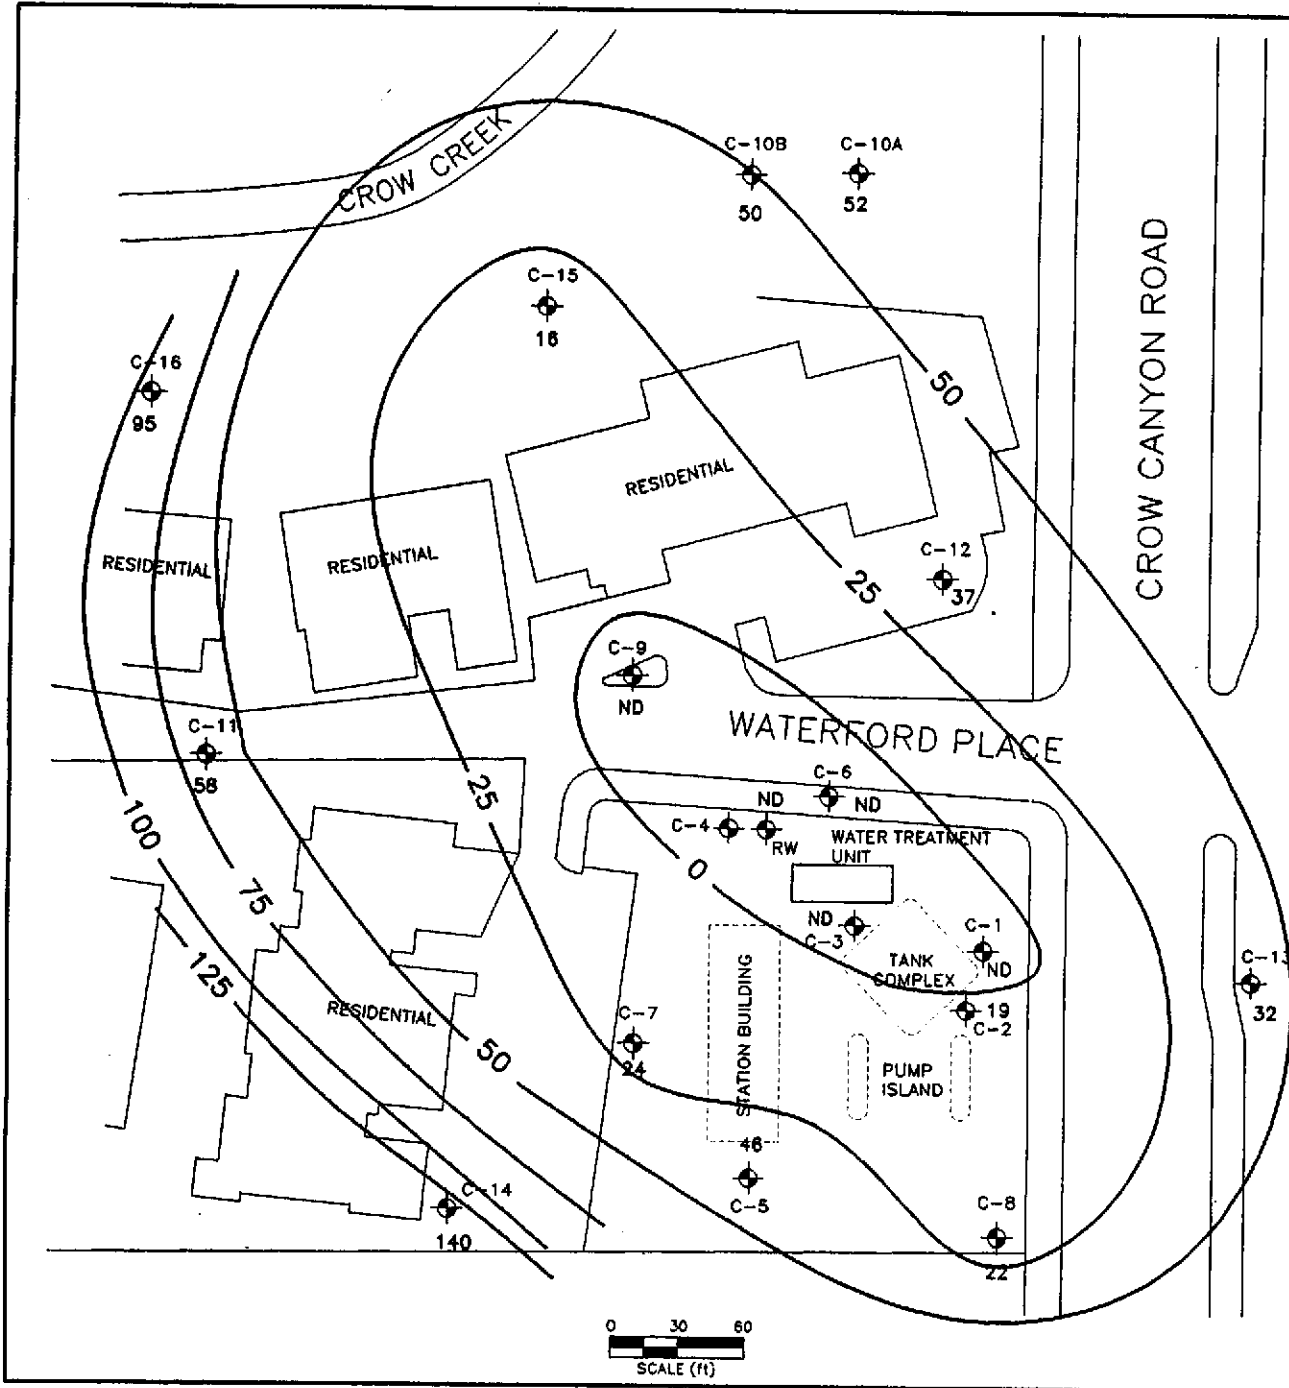 CROW CREEK
C-10B
50
C-10A
52
C-15
16
C-16
95
50
CROW CANYON ROAD
RESIDENTIAL
RESIDENTIAL
RESIDENTIAL
C-12
37
25
C-9
ND
C-11
58
WATERFORD PLACE
C-6
ND
ND
C-4
RW
WATER TREATMENT
UNIT
25
100
0
75
ND
C-3
C-1
ND
TANK
COMPLEX
C-13
32
125
RESIDENTIAL
19
C-2
C-7
24
50
STATION BUILDING
PUMP
ISLAND
46
C-5
C-14
140
C-8
22
0 30 60
SCALE (ft)